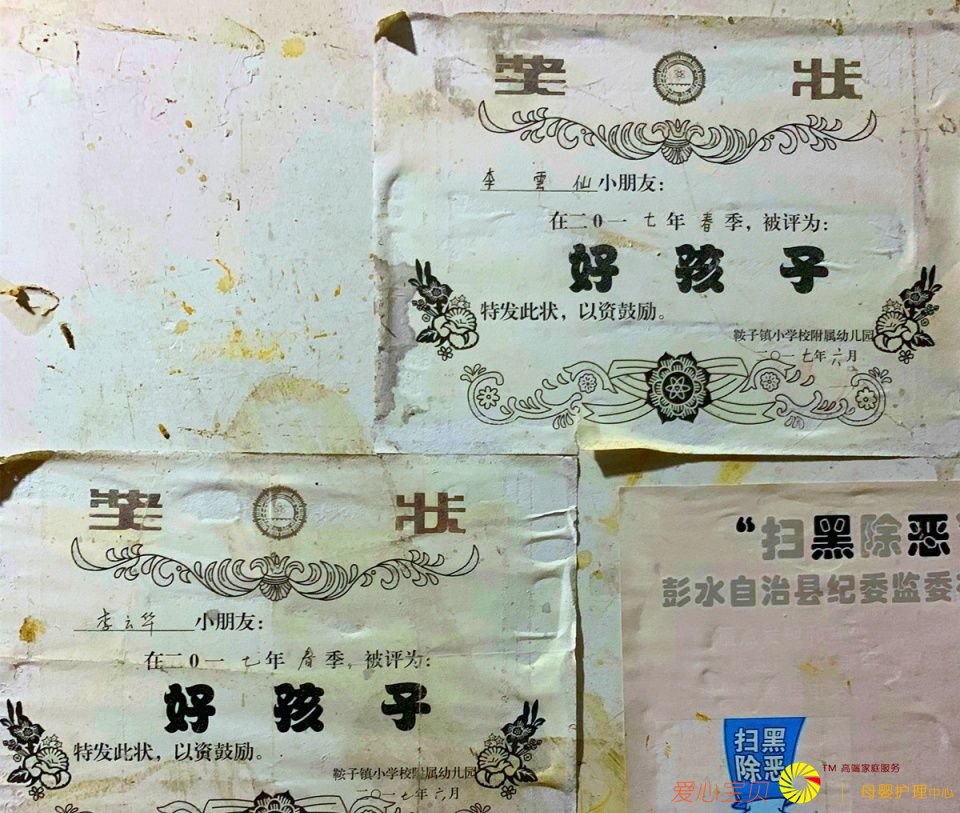 奖 状
李雲仙小朋友：
在二0一七年春季，被评为：
好孩子
特发此状，以资鼓励。
鞍子镇小学校附属幼儿园
二〇一七年六月
奖 状
李云华小朋友：
在二0一七年春季，被评为：
好孩子
特发此状，以资鼓励。
鞍子镇小学校附属幼儿园
二〇一七年六月
“扫黑除恶
彭水自治县纪委监委
扫黑
除恶
爱心宝贝
TM 高端家庭服务
母婴护理中心